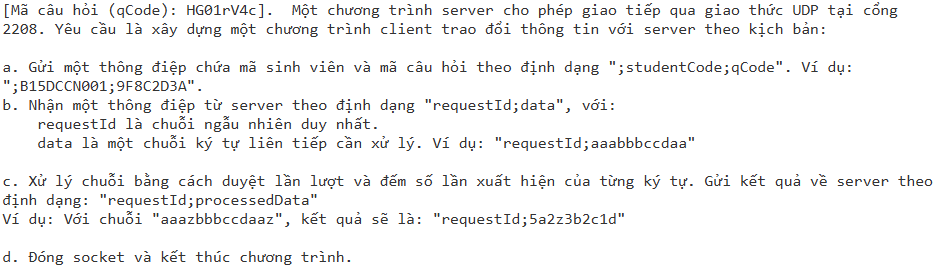 [Mã câu hỏi (qCode): HG01rV4c].  Một chương trình server cho phép giao tiếp qua giao thức UDP tại cổng
2208. Yêu cầu là xây dựng một chương trình client trao đổi thông tin với server theo kịch bản:
a. Gửi một thông điệp chứa mã sinh viên và mã câu hỏi theo định dạng ";studentCode;qCode". Ví dụ:
";B15DCCN001;9F8C2D3A".
b. Nhận một thông điệp từ server theo định dạng "requestId;data", với:
requestId là chuỗi ngẫu nhiên duy nhất.
data là một chuỗi ký tự liên tiếp cần xử lý. Ví dụ: "requestId;aaabbbccdaa"
c. Xử lý chuỗi bằng cách duyệt lần lượt và đếm số lần xuất hiện của từng ký tự. Gửi kết quả về server theo
định dạng: "requestId;processedData"
Ví dụ: Với chuỗi "aaazbbbccdaaz", kết quả sẽ là: "requestId;5a2z3b2c1d"
d. Đóng socket và kết thúc chương trình.